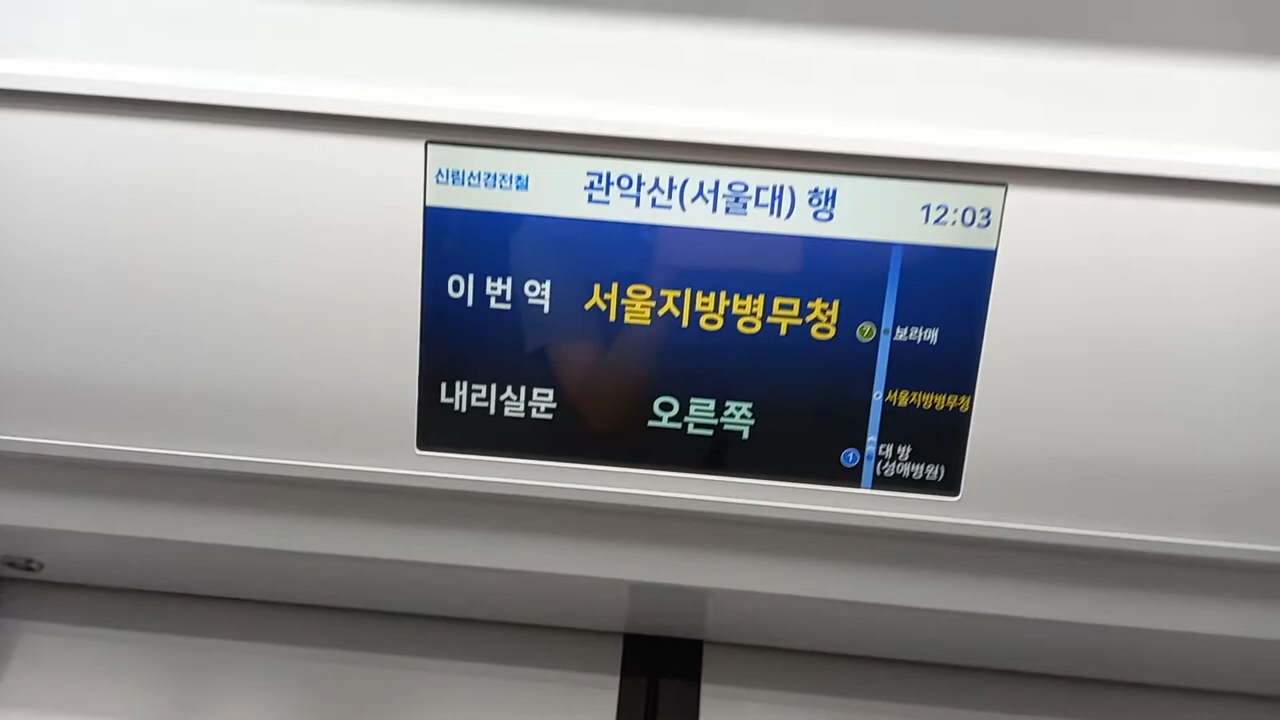 신림선경전철 관악산(서울대) 행 12:03
이 번 역 서울지방병무청
내리실문 오른쪽
7 보라매
서울지방병무청
1 대 방
(성애병원)